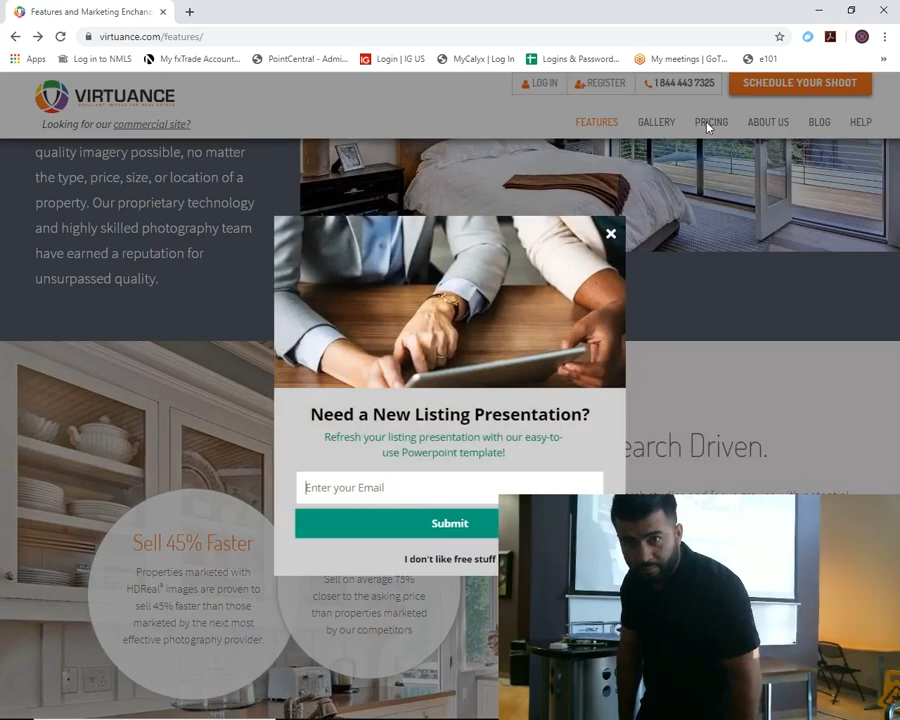 Features and Marketing Enchanc
virtuance.com/features/
Apps
Log in to NMLS
My fxTrade Account...
PointCentral - Admi...
Login | IG US
MyCalyx | Log In
Logins & Password...
My meetings | GoT...
e101
»
VIRTUANCE
BRILLIANT IMAGES FOR REAL ESTATE
LOG IN
REGISTER
1 844 443 7325
SCHEDULE YOUR SHOOT
Looking for our commercial site?
FEATURES
GALLERY
PRICING
ABOUT US
BLOG
HELP
quality imagery possible, no matter
the type, price, size, or location of a
property. Our proprietary technology
and highly skilled photography team
have earned a reputation for
unsurpassed quality.
Need a New Listing Presentation?
Refresh your listing presentation with our easy-to-
use Powerpoint template!
Enter your Email
Submit
I don't like free stuff
earch Driven.
Sell 45% Faster
Properties marketed with
HDReal® images are proven to
sell 45% faster than those
marketed by the next most
effective photography provider.
Sell on average 75%
closer to the asking price
than properties marketed
by our competitors